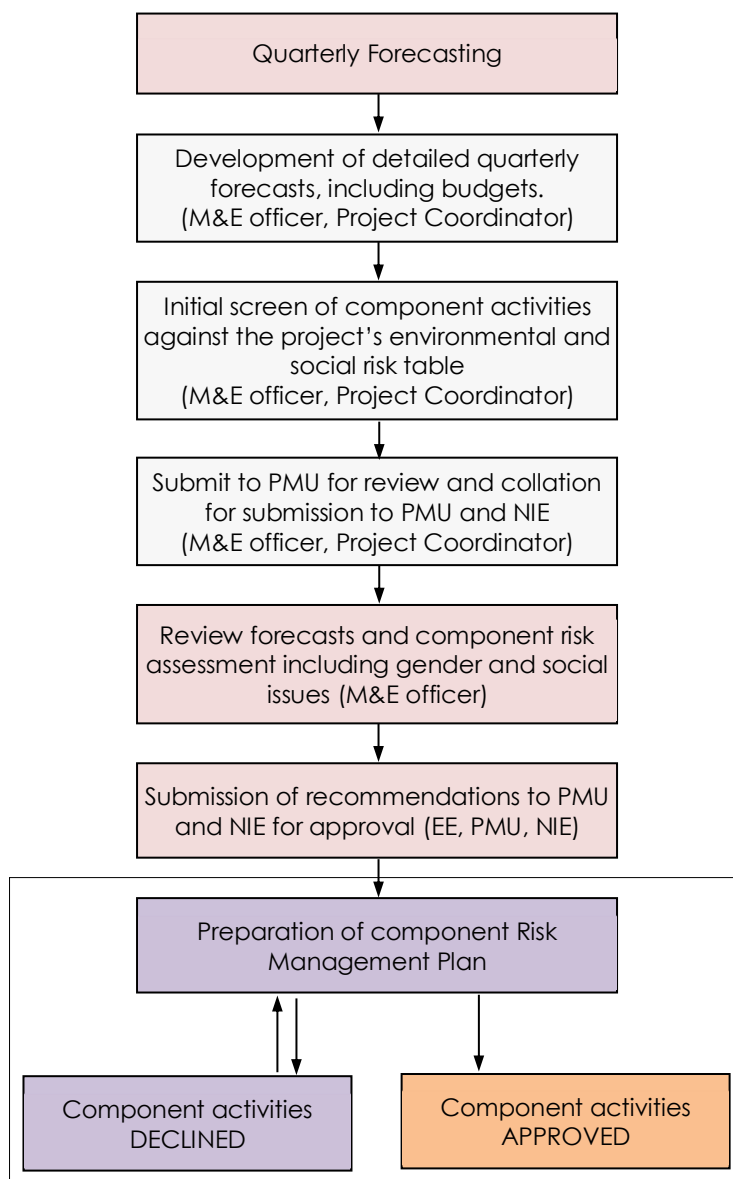 Quarterly Forecasting
Development of detailed quarterly
forecasts, including budgets.
(M&E officer, Project Coordinator)
Initial screen of component activities
against the project's environmental and
social risk table
(M&E officer, Project Coordinator)
Submit to PMU for review and collation
for submission to PMU and NIE
(M&E officer, Project Coordinator)
Review forecasts and component risk
assessment including gender and social
issues (M&E officer)
Submission of recommendations to PMU
and NIE for approval (EE, PMU, NIE)
Preparation of component Risk
Management Plan
Component activities
DECLINED
Component activities
APPROVED